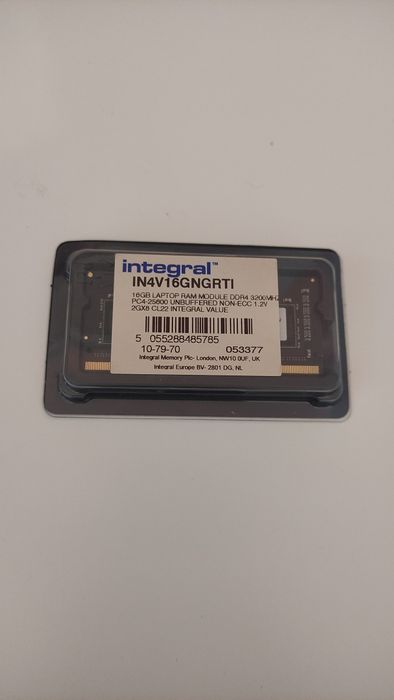 integral™
IN4V16GNGRTI
16GB LAPTOP RAM MODULE DDR4 3200MHZ
PC4-25600 UNBUFFERED NON-ECC 1.2V
2GX8 CL22 INTEGRAL VALUE
5 055288485785
10-79-70 053377
Integral Memory Plc- London, NW10 0UF, UK
Integral Europe BV- 2801 DG, NL